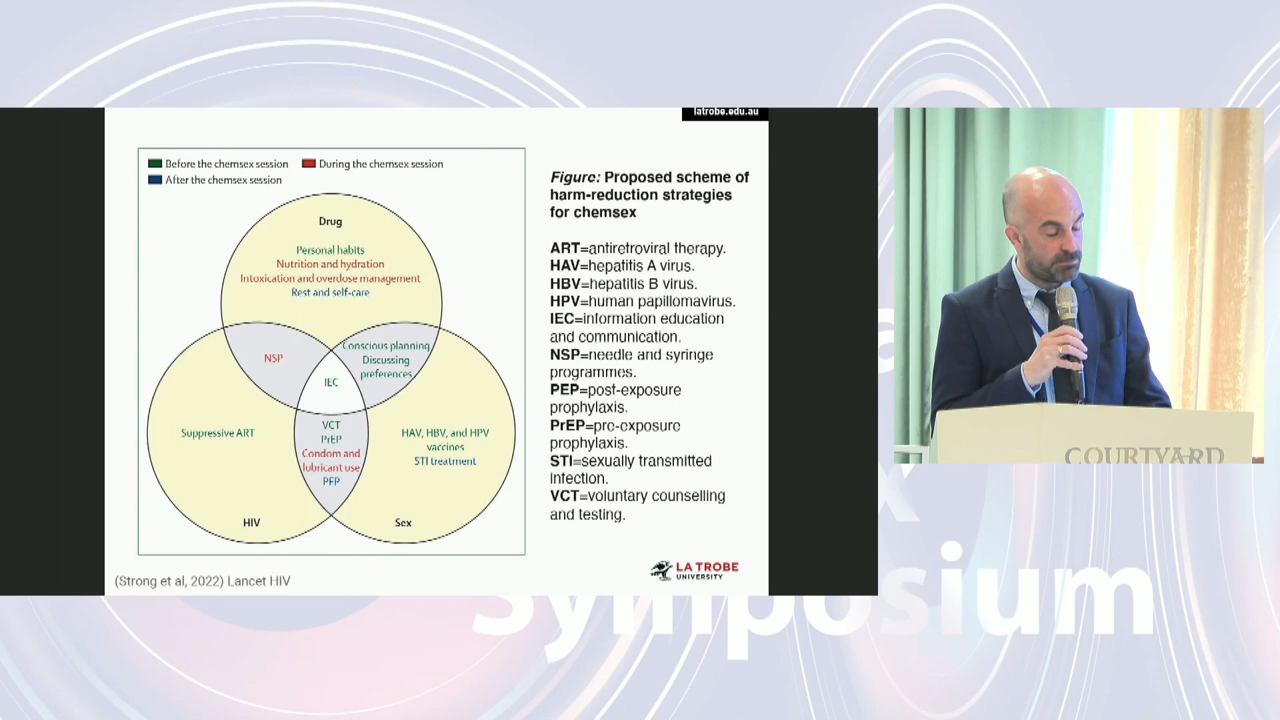 latrobe.edu.au
Before the chemsex session
During the chemsex session
After the chemsex session
Drug
Personal habits
Nutrition and hydration
Intoxication and overdose management
Rest and self-care
NSP
Conscious planning
Discussing
preferences
IEC
Suppressive ART
VCT
PrEP
Condom and
lubricant use
PEP
HAV, HBV, and HPV
vaccines
STI treatment
HIV
Sex
(Strong et al, 2022) Lancet HIV
Figure: Proposed scheme of
harm-reduction strategies
for chemsex
ART=antiretroviral therapy.
HAV=hepatitis A virus.
HBV=hepatitis B virus.
HPV=human papillomavirus.
IEC=information education
and communication.
NSP=needle and syringe
programmes.
PEP=post-exposure
prophylaxis.
PrEP=pre-exposure
prophylaxis.
STI=sexually transmitted
infection.
VCT=voluntary counselling
and testing.
LA TROBE
UNIVERSITY
COURTYARD
Symposium